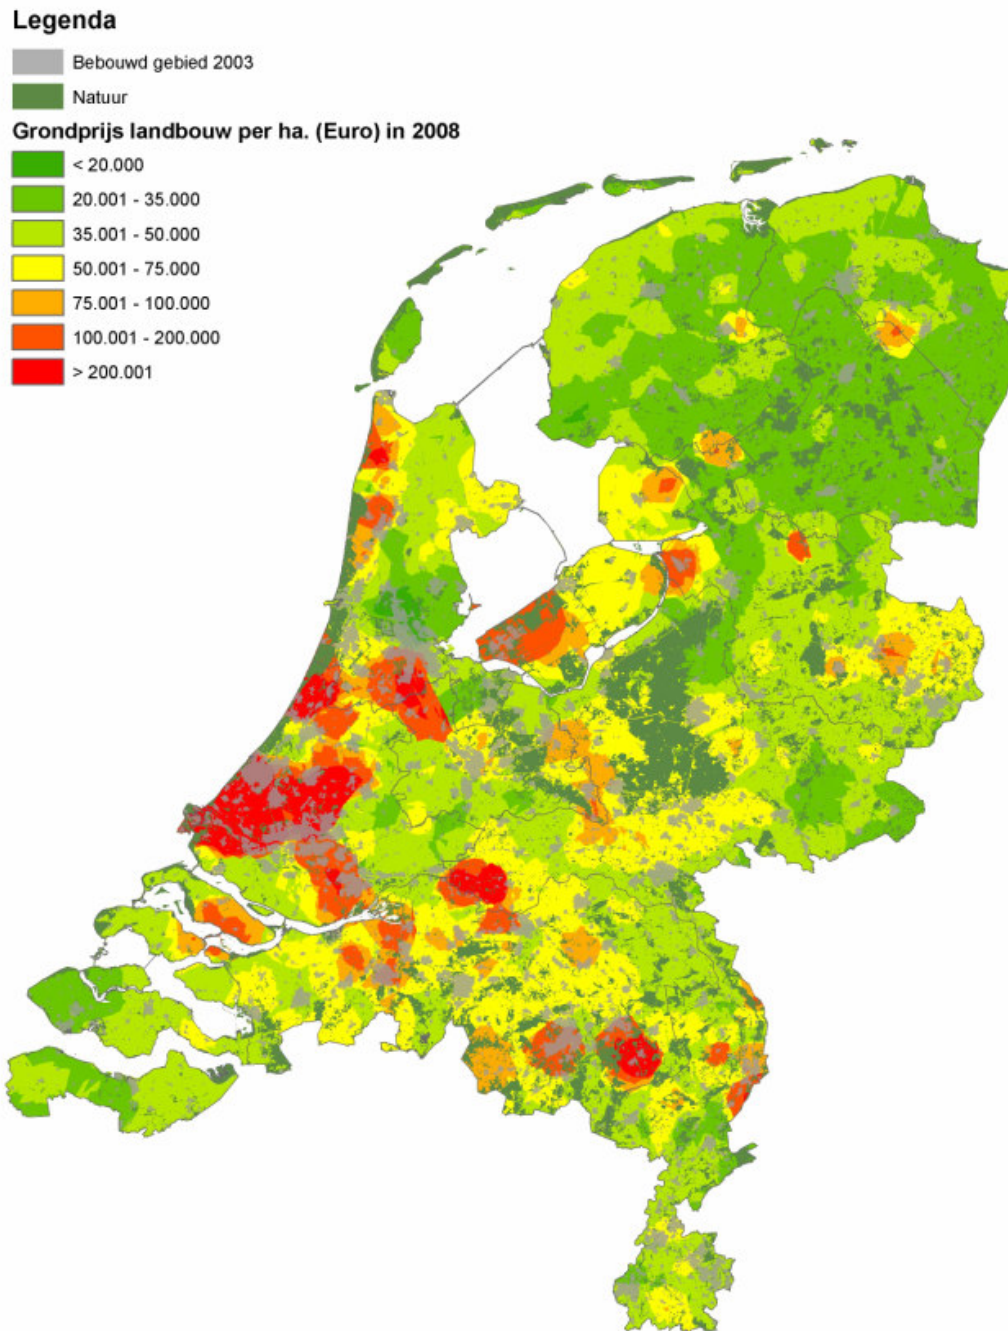 Legenda
Bebouwd gebied 2003
Natuur
Grondprijs landbouw per ha. (Euro) in 2008
< 20.000
20.001 - 35.000
35.001 - 50.000
50.001 - 75.000
75.001 - 100.000
100.001 - 200.000
> 200.001